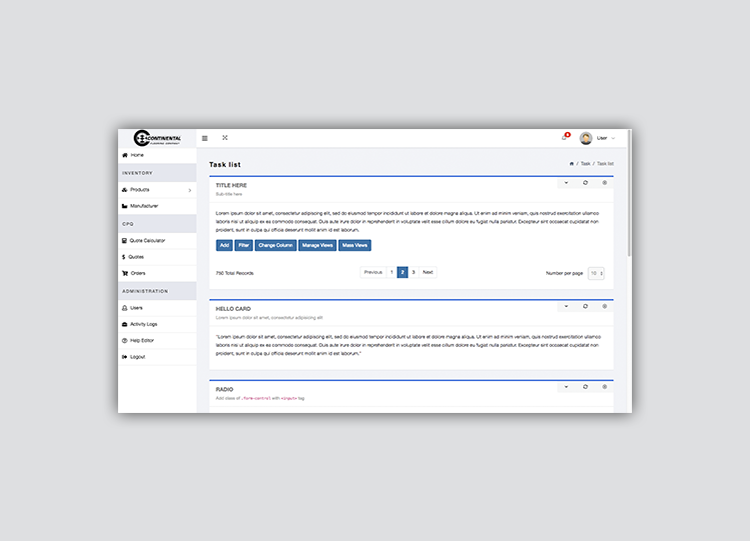 CONTINENTAL
FLOORING COMPANY
8
User
Home
INVENTORY
Products
Manufacturer
CPQ
Quote Calculator
$ Quotes
Orders
ADMINISTRATION
Users
Activity Logs
Help Editor
Logout
Task list
/ Task / Task list
TITLE HERE
Sub-title here
Lorem ipsum dolor sit amet, consectetur adipiscing elit, sed do eiusmod tempor incididunt ut labore et dolore magna aliqua. Ut enim ad minim veniam, quis nostrud exercitation ullamco
laboris nisi ut aliquip ex ea commodo consequat. Duis aute irure dolor in reprehenderit in voluptate velit esse cillum dolore eu fugiat nulla pariatur. Excepteur sint occaecat cupidatat non
proident, sunt in culpa qui officia deserunt mollit anim id est laborum.
Add Filter Change Column Manage Views Mass Views
750 Total Records
Previous 1 2 3 Next
Number per page 10
HELLO CARD
Lorem ipsum dolor sit amet, consectetur adipiscing elit
"Lorem ipsum dolor sit amet, consectetur adipiscing elit, sed do eiusmod tempor incididunt ut labore et dolore magna aliqua. Ut enim ad minim veniam, quis nostrud exercitation ullamco
laboris nisi ut aliquip ex ea commodo consequat. Duis aute irure dolor in reprehenderit in voluptate velit esse cillum dolore eu fugiat nulla pariatur. Excepteur sint occaecat cupidatat non
proident, sunt in culpa qui officia deserunt mollit anim id est laborum."
RADIO
Add class of .form-control with <input> tag